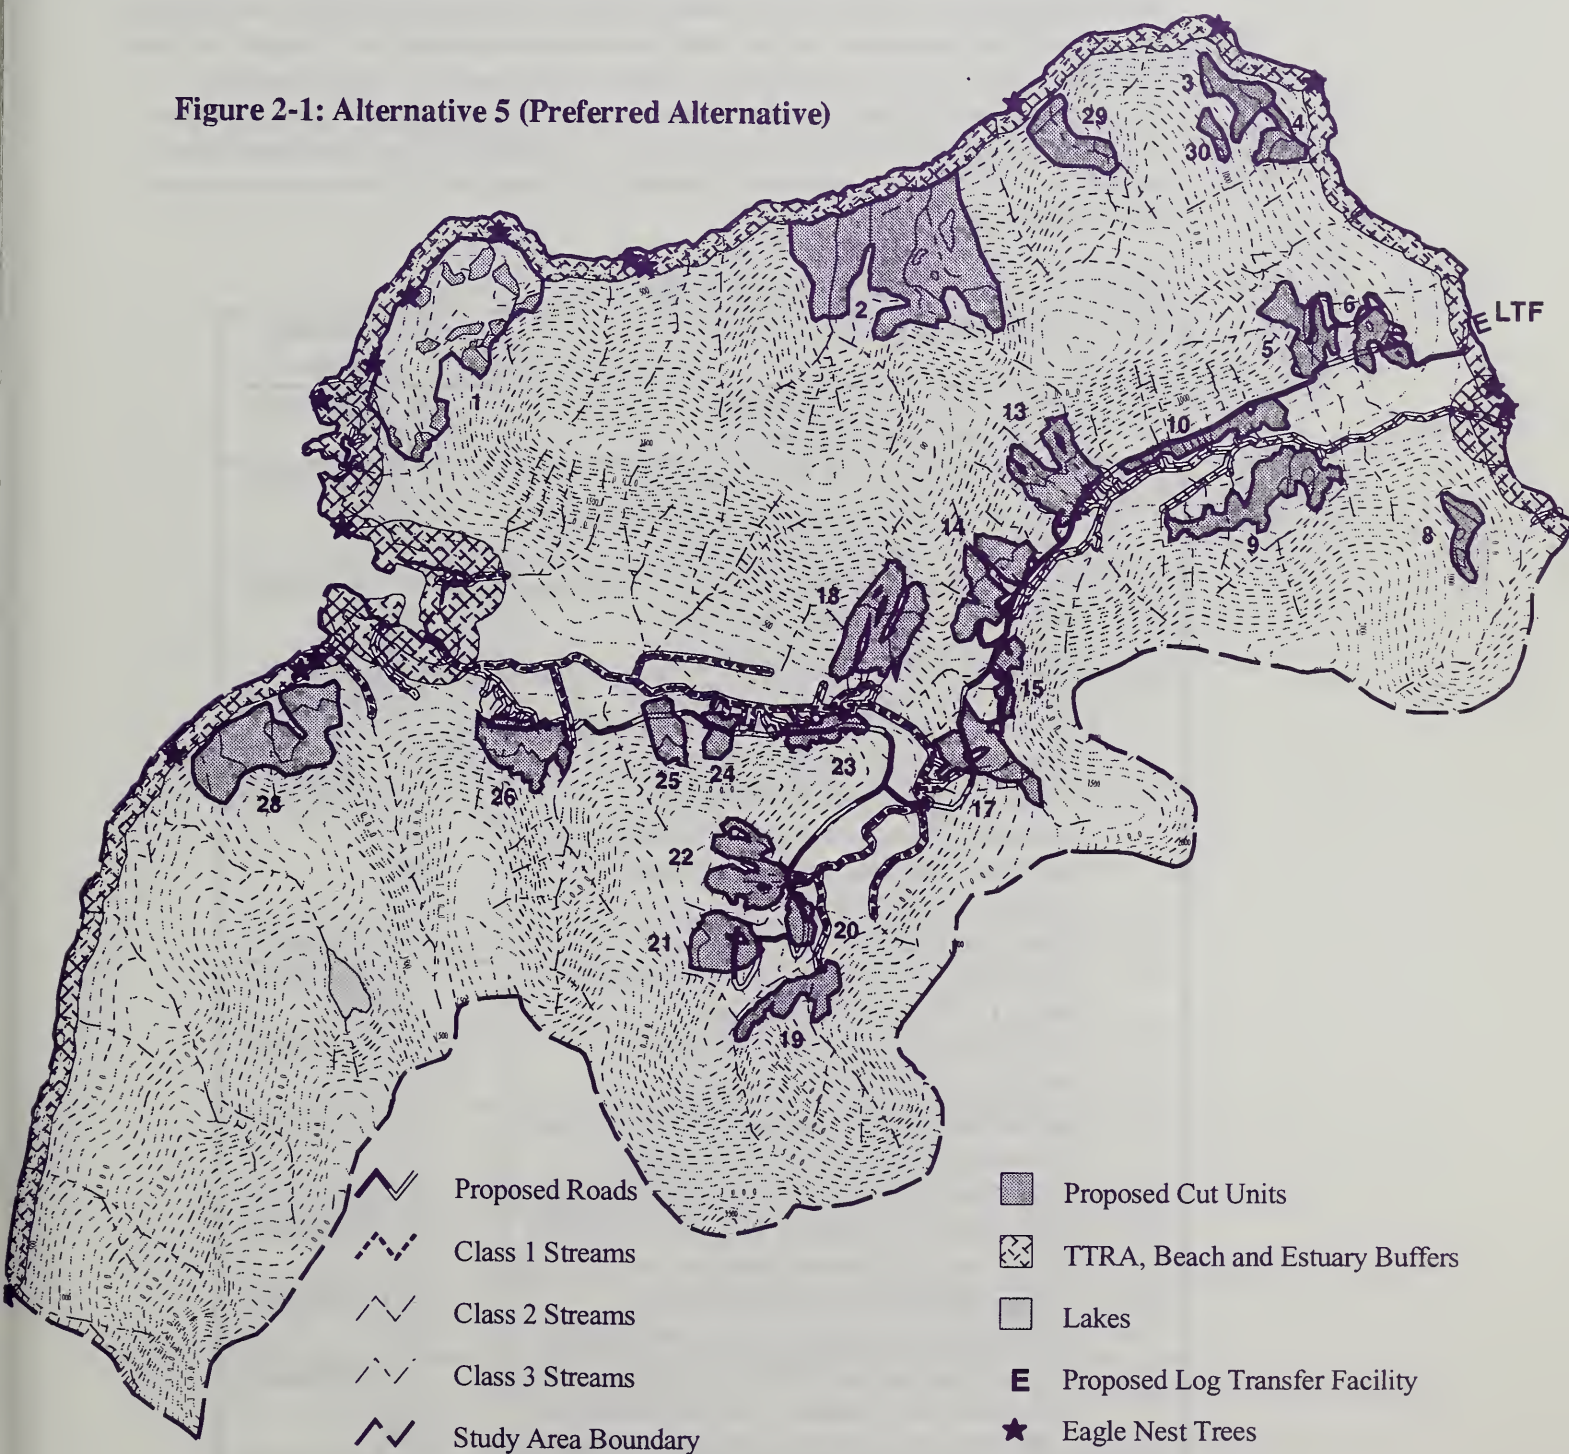 Figure 2-1: Alternative 5 (Preferred Alternative)
3
29
4
30
2
6
LTF
E
5
1
13
10
14
9
8
18
15
28
26
25
24
23
17
22
21
20
19
Proposed Roads
Class 1 Streams
Class 2 Streams
Class 3 Streams
Study Area Boundary
Proposed Cut Units
TTRA, Beach and Estuary Buffers
Lakes
E Proposed Log Transfer Facility
Eagle Nest Trees